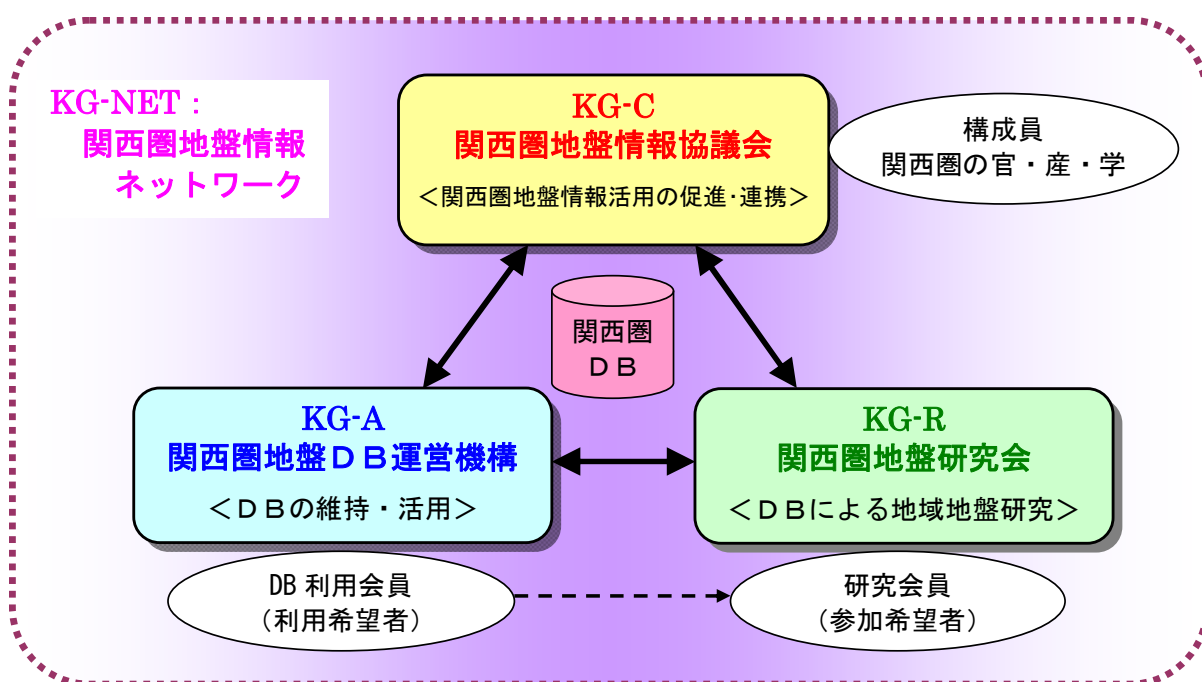 KG-NET：
関西圏地盤情報
ネットワーク
KG-C
関西圏地盤情報協議会
＜関西圏地盤情報活用の促進・連携＞
構成員
関西圏の官・産・学
関西圏
ＤＢ
KG-A
関西圏地盤ＤＢ運営機構
＜ＤＢの維持・活用＞
KG-R
関西圏地盤研究会
＜ＤＢによる地域地盤研究＞
DB 利用会員
（利用希望者）
研究会員
（参加希望者）